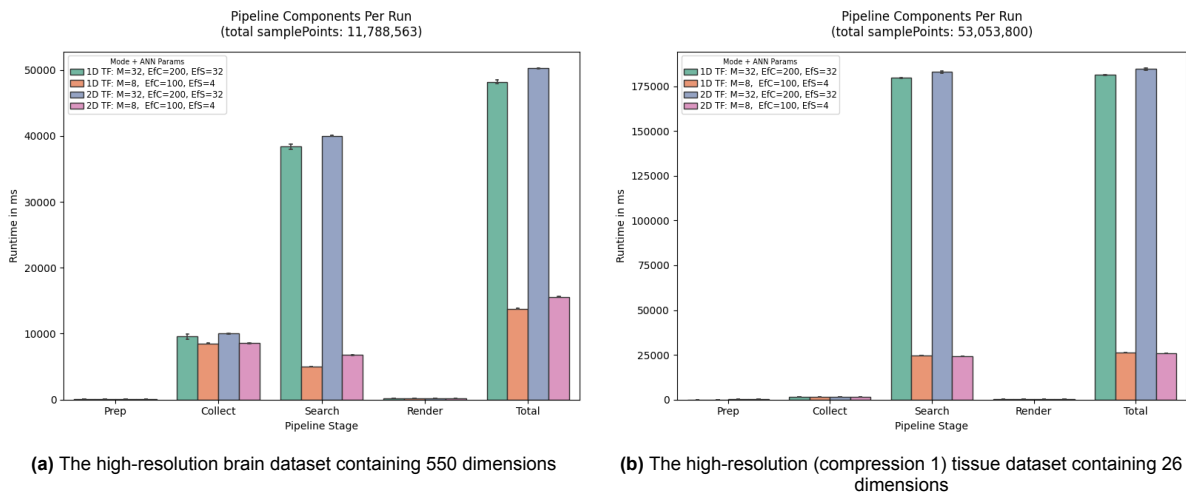 Pipeline Components Per Run
(total samplePoints: 11,788,563)
Mode + ANN Params
1D TF: M=32, EfC=200, EfS=32
1D TF: M=8,  EfC=100, EfS=4
2D TF: M=32, EfC=200, EfS=32
2D TF: M=8,  EfC=100, EfS=4
50000
40000
30000
20000
10000
0
Runtime in ms
Prep Collect Search Render Total
Pipeline Stage
(a) The high-resolution brain dataset containing 550 dimensions
Pipeline Components Per Run
(total samplePoints: 53,053,800)
Mode + ANN Params
1D TF: M=32, EfC=200, EfS=32
1D TF: M=8,  EfC=100, EfS=4
2D TF: M=32, EfC=200, EfS=32
2D TF: M=8,  EfC=100, EfS=4
175000
150000
125000
100000
75000
50000
25000
0
Runtime in ms
Prep Collect Search Render Total
Pipeline Stage
(b) The high-resolution (compression 1) tissue dataset containing 26
dimensions